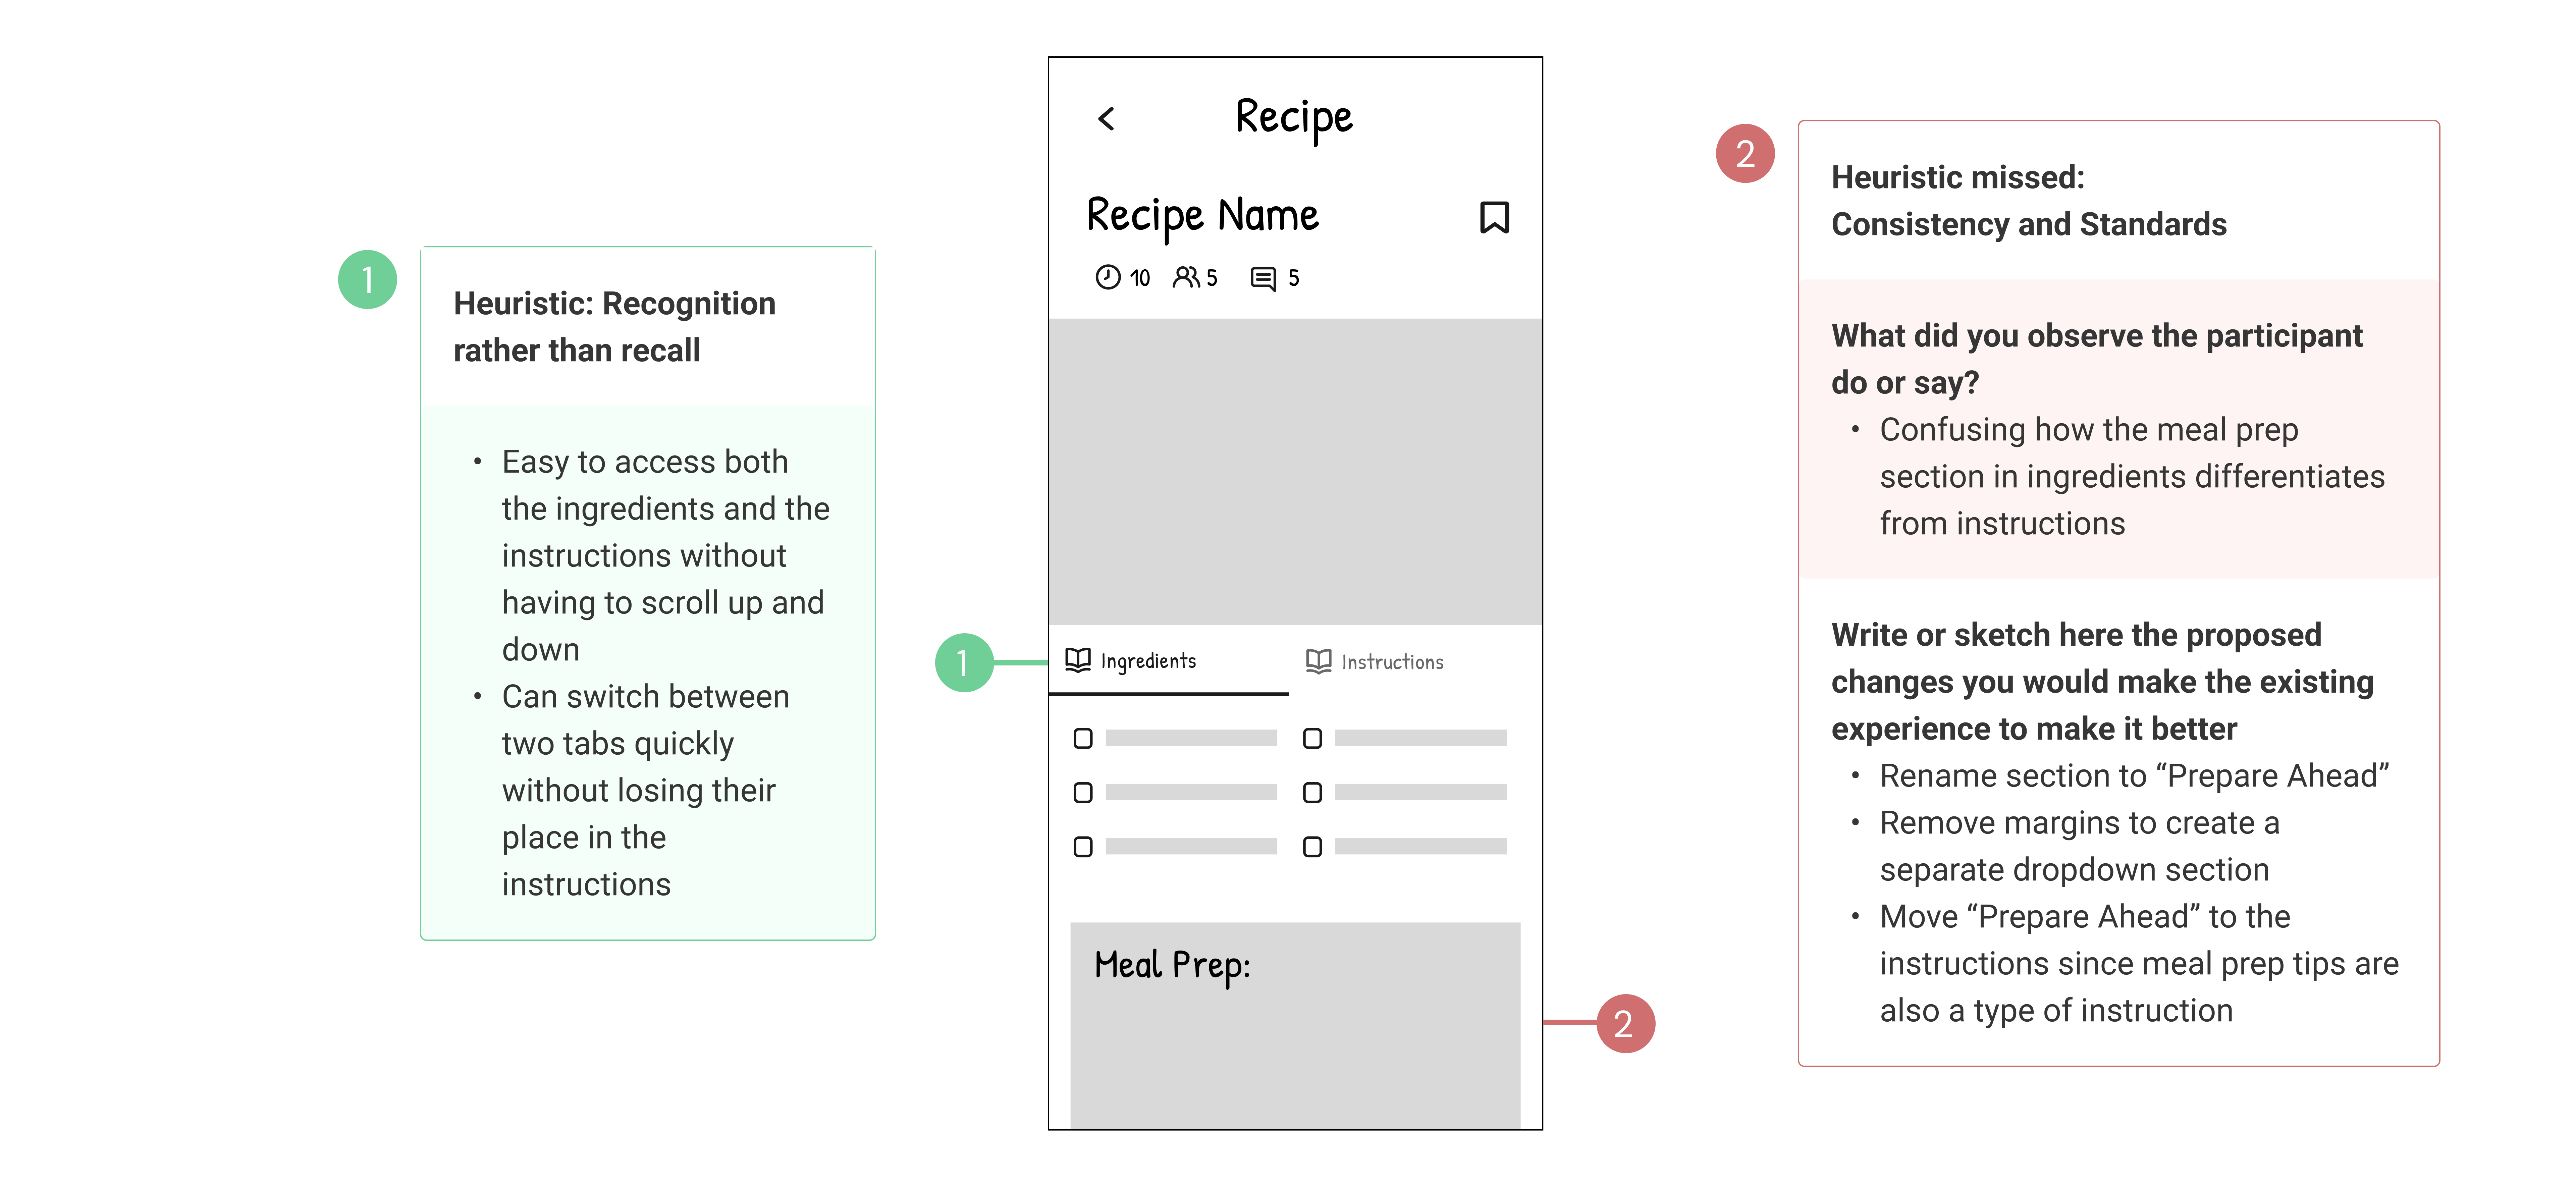 1
Heuristic: Recognition
rather than recall
• Easy to access both
the ingredients and the
instructions without
having to scroll up and
down
• Can switch between
two tabs quickly
without losing their
place in the
instructions
Recipe
Recipe Name
10 5 5
1
Ingredients Instructions
Meal Prep:
2
2
Heuristic missed:
Consistency and Standards
What did you observe the participant
do or say?
• Confusing how the meal prep
section in ingredients differentiates
from instructions
Write or sketch here the proposed
changes you would make the existing
experience to make it better
• Rename section to “Prepare Ahead”
• Remove margins to create a
separate dropdown section
• Move “Prepare Ahead” to the
instructions since meal prep tips are
also a type of instruction